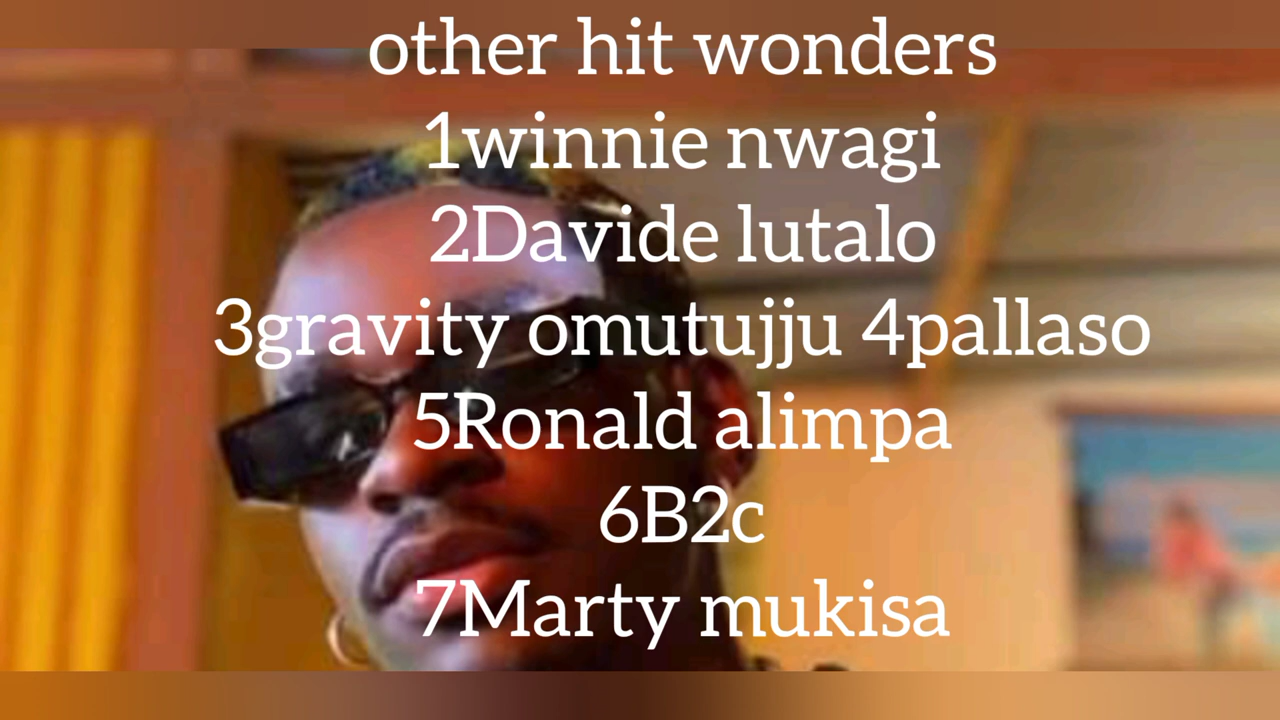 other hit wonders
1winnie nwagi
2Davide lutalo
3gravity omutujju 4pallaso
5Ronald alimpa
6B2c
7Marty mukisa